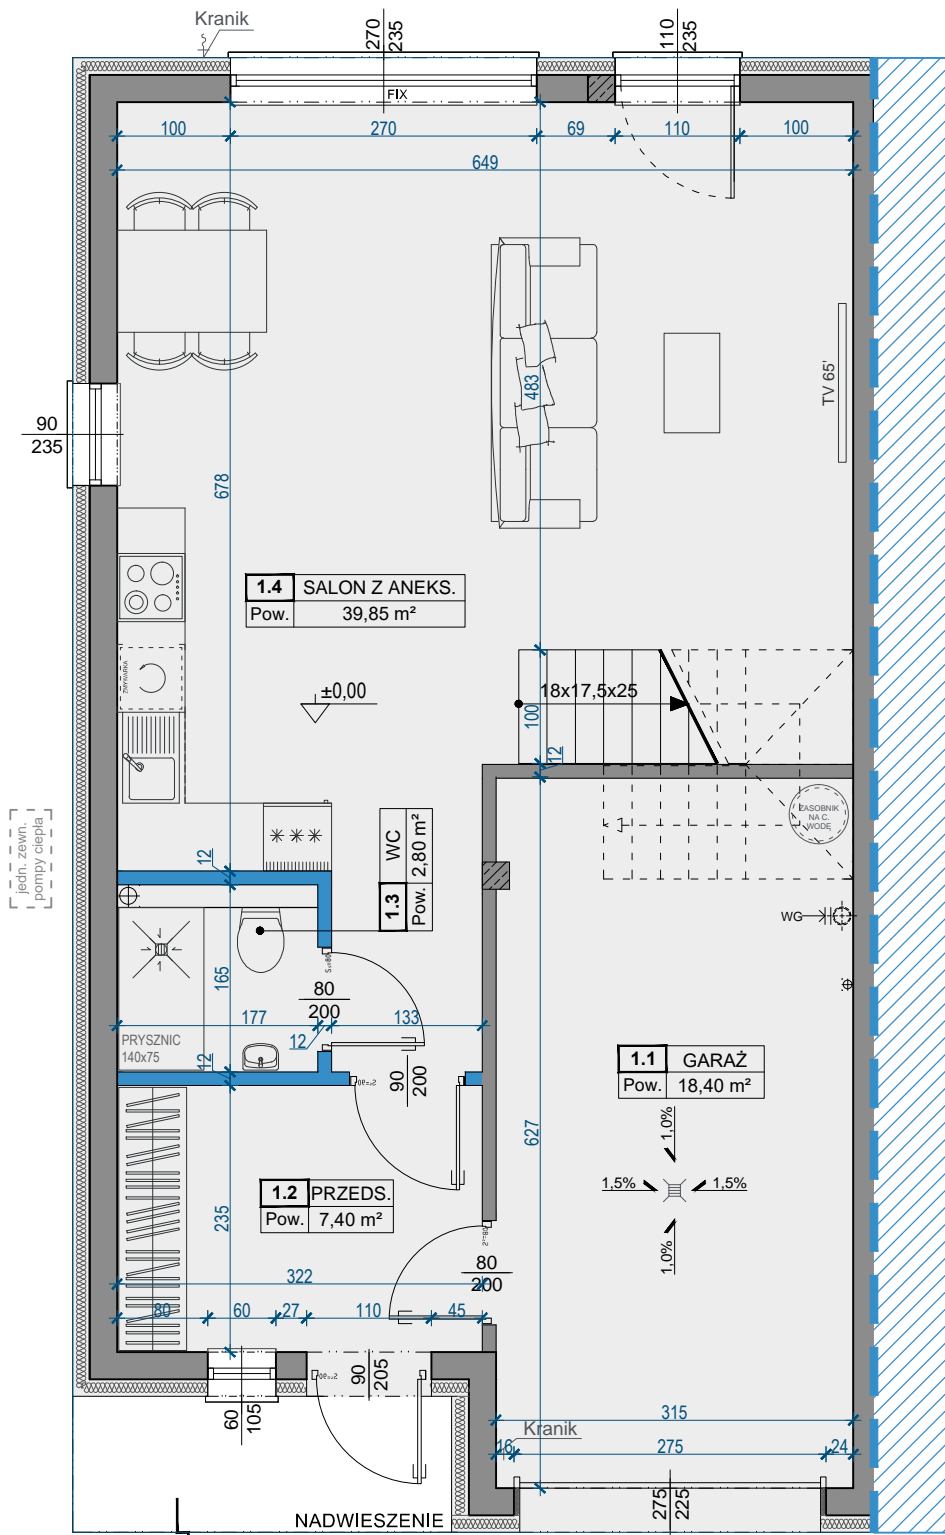 Kranik
270
235
110
235
FIX
100
270
69
110
100
649
483
TV 65'
90
235
678
1.4 SALON Z ANEKS.
Pow. 39,85 m²
ZMYWARKA
±0,00
18x17,5x25
100
12
ZASOBNIK
NA C.
WODĘ
jedn. zewn.
pompy ciepła
12
1.3 WC
Pow. 2,80 m²
WG
165
80
200
177
12
133
PRYSZNIC
140x75
12
90
200
1.1 GARAŻ
Pow. 18,40 m²
627
1,0%
1,5%
1,5%
1,0%
1.2 PRZEDS.
Pow. 7,40 m²
235
322
80
200
80
60
27
110
45
90
205
60
105
315
Kranik
16
275
24
275
225
NADWIESZENIE